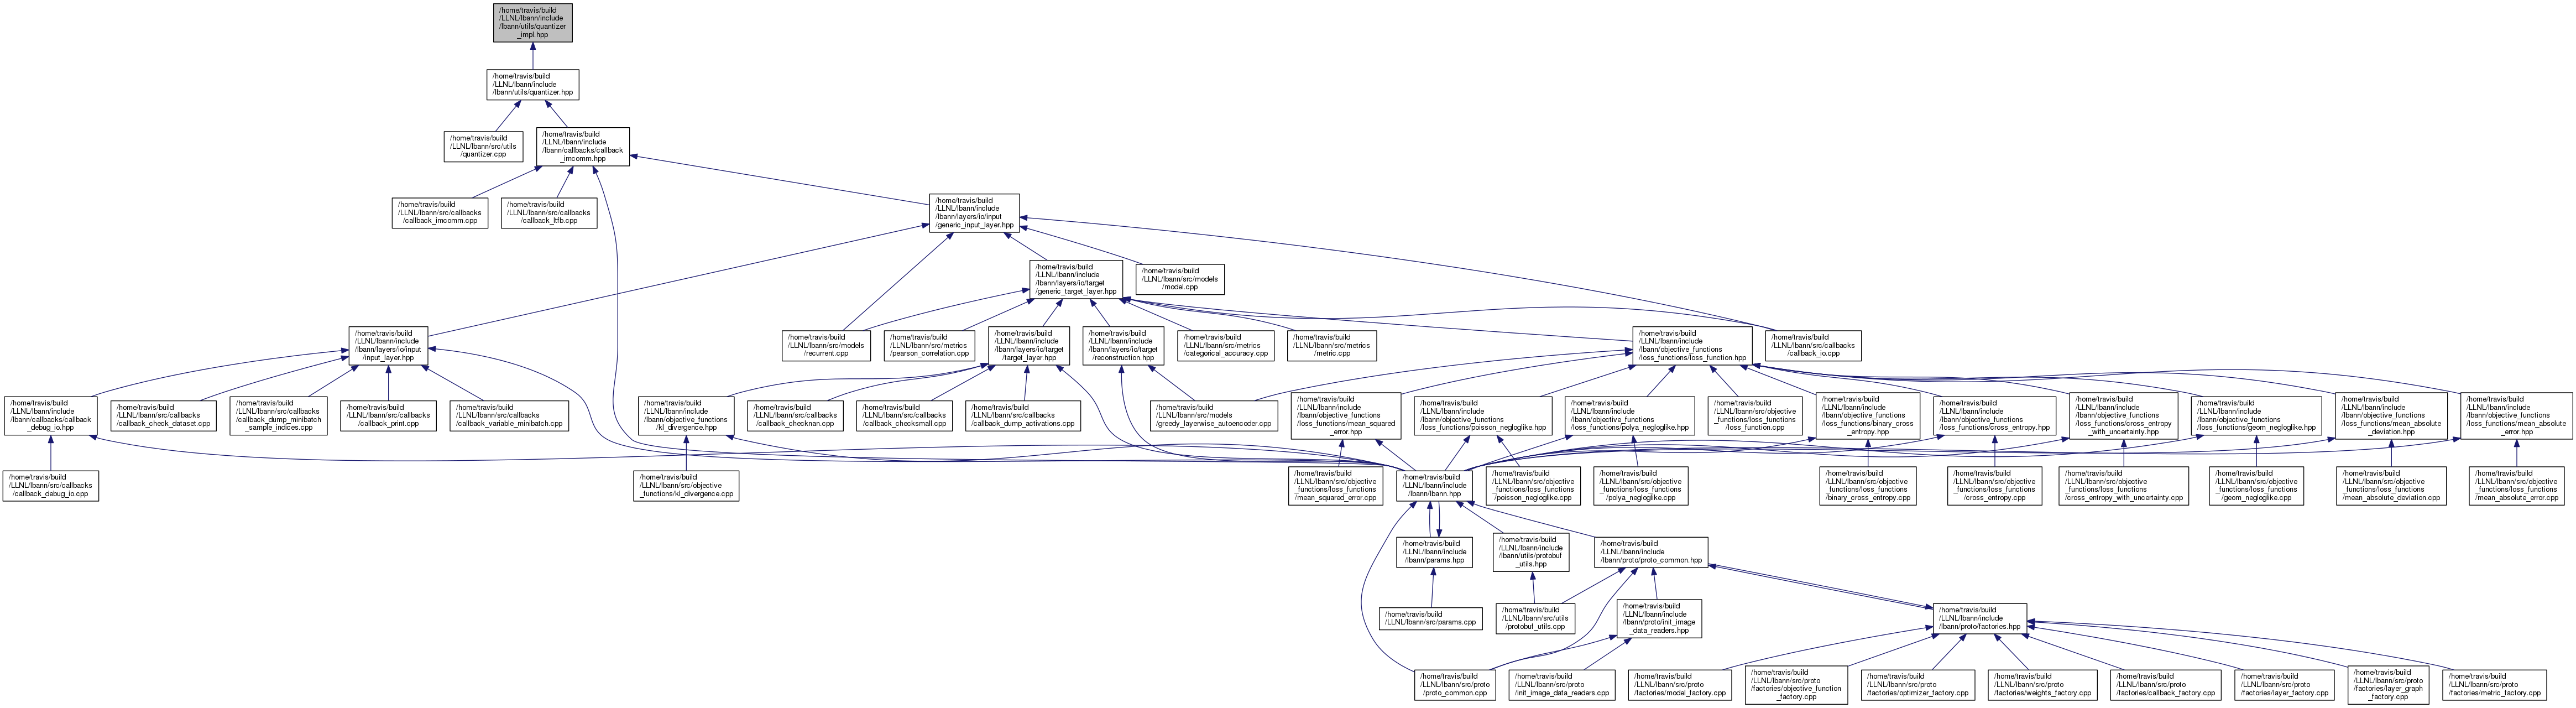 /home/travis/build
/LLNL/lbann/include
/lbann/utils/quantizer
_impl.hpp
/home/travis/build
/LLNL/lbann/include
/lbann/utils/quantizer.hpp
/home/travis/build
/LLNL/lbann/src/utils
/quantizer.cpp
/home/travis/build
/LLNL/lbann/include
/lbann/callbacks/callback
_imcomm.hpp
/home/travis/build
/LLNL/lbann/src/callbacks
/callback_imcomm.cpp
/home/travis/build
/LLNL/lbann/src/callbacks
/callback_ltfb.cpp
/home/travis/build
/LLNL/lbann/include
/lbann/layers/io/input
/generic_input_layer.hpp
/home/travis/build
/LLNL/lbann/include
/lbann/layers/io/target
/generic_target_layer.hpp
/home/travis/build
/LLNL/lbann/src/models
/model.cpp
/home/travis/build
/LLNL/lbann/include
/lbann/layers/io/input
/input_layer.hpp
/home/travis/build
/LLNL/lbann/src/models
/recurrent.cpp
/home/travis/build
/LLNL/lbann/src/metrics
/pearson_correlation.cpp
/home/travis/build
/LLNL/lbann/include
/lbann/layers/io/target
/target_layer.hpp
/home/travis/build
/LLNL/lbann/include
/lbann/layers/io/target
/reconstruction.hpp
/home/travis/build
/LLNL/lbann/src/metrics
/categorical_accuracy.cpp
/home/travis/build
/LLNL/lbann/src/metrics
/metric.cpp
/home/travis/build
/LLNL/lbann/include
/lbann/objective_functions
/loss_functions/loss_function.hpp
/home/travis/build
/LLNL/lbann/src/callbacks
/callback_io.cpp
/home/travis/build
/LLNL/lbann/include
/lbann/callbacks/callback
_debug_io.hpp
/home/travis/build
/LLNL/lbann/src/callbacks
/callback_check_dataset.cpp
/home/travis/build
/LLNL/lbann/src/callbacks
/callback_dump_minibatch
_sample_indices.cpp
/home/travis/build
/LLNL/lbann/src/callbacks
/callback_print.cpp
/home/travis/build
/LLNL/lbann/src/callbacks
/callback_variable_minibatch.cpp
/home/travis/build
/LLNL/lbann/include
/lbann/objective_functions
/kl_divergence.hpp
/home/travis/build
/LLNL/lbann/src/callbacks
/callback_checknan.cpp
/home/travis/build
/LLNL/lbann/src/callbacks
/callback_checksmall.cpp
/home/travis/build
/LLNL/lbann/src/callbacks
/callback_dump_activations.cpp
/home/travis/build
/LLNL/lbann/src/models
/greedy_layerwise_autoencoder.cpp
/home/travis/build
/LLNL/lbann/include
/lbann/objective_functions
/loss_functions/mean_squared
_error.hpp
/home/travis/build
/LLNL/lbann/include
/lbann/objective_functions
/loss_functions/poisson_negloglike.hpp
/home/travis/build
/LLNL/lbann/include
/lbann/objective_functions
/loss_functions/polya_negloglike.hpp
/home/travis/build
/LLNL/lbann/src/objective
_functions/loss_functions
/loss_function.cpp
/home/travis/build
/LLNL/lbann/include
/lbann/objective_functions
/loss_functions/binary_cross
_entropy.hpp
/home/travis/build
/LLNL/lbann/include
/lbann/objective_functions
/loss_functions/cross_entropy.hpp
/home/travis/build
/LLNL/lbann/include
/lbann/objective_functions
/loss_functions/cross_entropy
_with_uncertainty.hpp
/home/travis/build
/LLNL/lbann/include
/lbann/objective_functions
/loss_functions/geom_negloglike.hpp
/home/travis/build
/LLNL/lbann/include
/lbann/objective_functions
/loss_functions/mean_absolute
_deviation.hpp
/home/travis/build
/LLNL/lbann/include
/lbann/objective_functions
/loss_functions/mean_absolute
_error.hpp
/home/travis/build
/LLNL/lbann/src/callbacks
/callback_debug_io.cpp
/home/travis/build
/LLNL/lbann/src/objective
_functions/kl_divergence.cpp
/home/travis/build
/LLNL/lbann/src/objective
_functions/loss_functions
/mean_squared_error.cpp
/home/travis/build
/LLNL/lbann/include
/lbann/lbann.hpp
/home/travis/build
/LLNL/lbann/src/objective
_functions/loss_functions
/poisson_negloglike.cpp
/home/travis/build
/LLNL/lbann/src/objective
_functions/loss_functions
/polya_negloglike.cpp
/home/travis/build
/LLNL/lbann/src/objective
_functions/loss_functions
/binary_cross_entropy.cpp
/home/travis/build
/LLNL/lbann/src/objective
_functions/loss_functions
/cross_entropy.cpp
/home/travis/build
/LLNL/lbann/src/objective
_functions/loss_functions
/cross_entropy_with_uncertainty.cpp
/home/travis/build
/LLNL/lbann/src/objective
_functions/loss_functions
/geom_negloglike.cpp
/home/travis/build
/LLNL/lbann/src/objective
_functions/loss_functions
/mean_absolute_deviation.cpp
/home/travis/build
/LLNL/lbann/src/objective
_functions/loss_functions
/mean_absolute_error.cpp
/home/travis/build
/LLNL/lbann/include
/lbann/params.hpp
/home/travis/build
/LLNL/lbann/include
/lbann/utils/protobuf
_utils.hpp
/home/travis/build
/LLNL/lbann/include
/lbann/proto/proto_common.hpp
/home/travis/build
/LLNL/lbann/src/params.cpp
/home/travis/build
/LLNL/lbann/src/utils
/protobuf_utils.cpp
/home/travis/build
/LLNL/lbann/include
/lbann/proto/init_image
_data_readers.hpp
/home/travis/build
/LLNL/lbann/include
/lbann/proto/factories.hpp
/home/travis/build
/LLNL/lbann/src/proto
/proto_common.cpp
/home/travis/build
/LLNL/lbann/src/proto
/init_image_data_readers.cpp
/home/travis/build
/LLNL/lbann/src/proto
/factories/model_factory.cpp
/home/travis/build
/LLNL/lbann/src/proto
/factories/objective_function
_factory.cpp
/home/travis/build
/LLNL/lbann/src/proto
/factories/optimizer_factory.cpp
/home/travis/build
/LLNL/lbann/src/proto
/factories/weights_factory.cpp
/home/travis/build
/LLNL/lbann/src/proto
/factories/callback_factory.cpp
/home/travis/build
/LLNL/lbann/src/proto
/factories/layer_factory.cpp
/home/travis/build
/LLNL/lbann/src/proto
/factories/layer_graph
_factory.cpp
/home/travis/build
/LLNL/lbann/src/proto
/factories/metric_factory.cpp